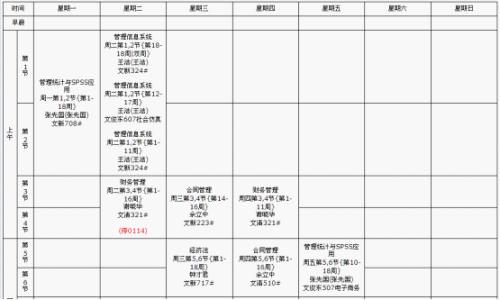 时间 星期一 星期二 星期三 星期四 星期五 星期六 星期日
早晨
上午
第1节
管理统计与SPSS应用
周一第1,2节{第1-18周}
张先国(张先国)
文新708#
管理信息系统
周二第1,2节{第18-18周|双周}
王洁(王洁)
文新324#
管理信息系统
周二第1,2节{第12-17周}
王洁(王洁)
文俊东607社会仿真
管理信息系统
周二第1,2节{第1-11周}
王洁(王洁)
文新324#
第2节
第3节
财务管理
周二第3,4节{第1-16周}
谢晓华
文清321#
(停0114)
合同管理
周三第3,4节{第14-16周}
余立中
文新223#
财务管理
周四第3,4节{第1-11周}
谢晓华
文清321#
第4节
第5节
经济法
周三第5,6节{第1-18周}
钟才君
文新717#
合同管理
周四第5,6节{第1-16周}
余立中
文清510#
管理统计与SPSS应用
周五第5,6节{第10-18周}
张先国(张先国)
文俊东507电子商务
第6节